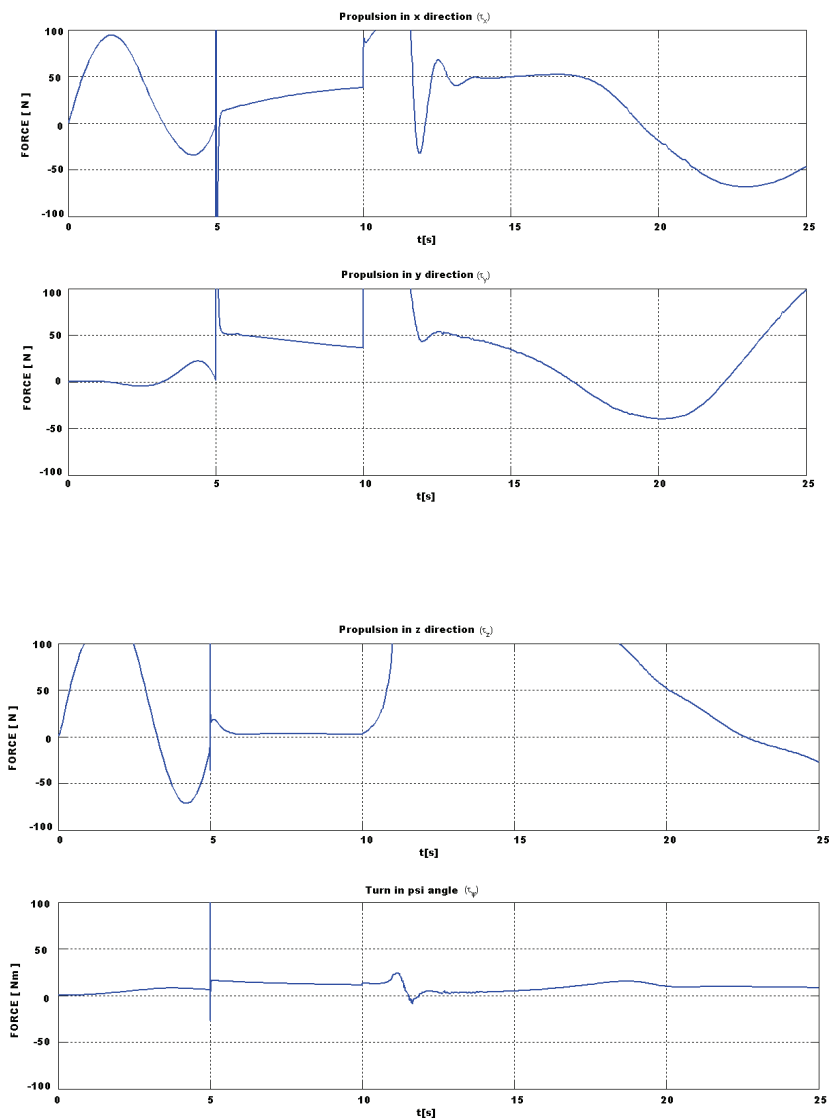 Propulsion in x direction (τx)
FORCE [ N ]
100
50
0
-50
-100
0 5 10 15 20 25
t[s]
Propulsion in y direction (τy)
FORCE [ N ]
100
50
0
-50
-100
0 5 10 15 20 25
t[s]
Propulsion in z direction (τz)
FORCE [ N ]
100
50
0
-50
-100
0 5 10 15 20 25
t[s]
Turn in psi angle (τψ)
FORCE [ Nm ]
100
50
0
-50
-100
0 5 10 15 20 25
t[s]